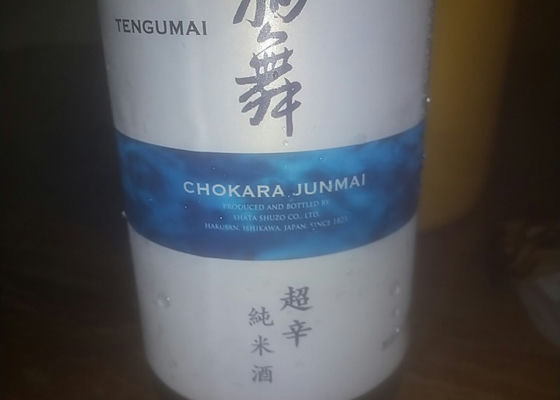 TENGUMAI
舞
CHOKARA JUNMAI
PRODUCED AND BOTTLED BY
SHATA SHUZO CO., LTD.
HAKUSAN, ISHIKAWA, JAPAN. SINCE 1823
超辛
純米酒